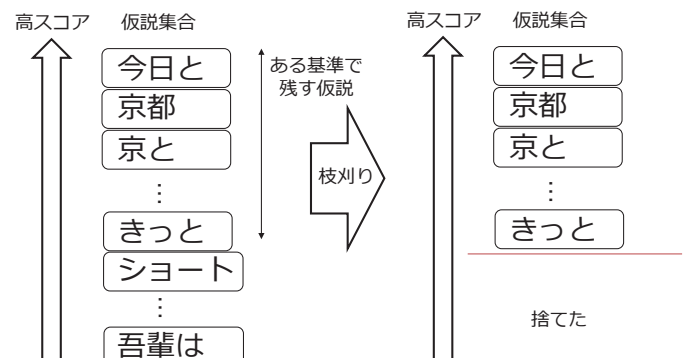 高スコア
仮説集合
今日と
京都
京と
…
きっと
ショート
…
吾輩は
ある基準で
残す仮説
枝刈り
高スコア
仮説集合
今日と
京都
京と
…
きっと
捨てた